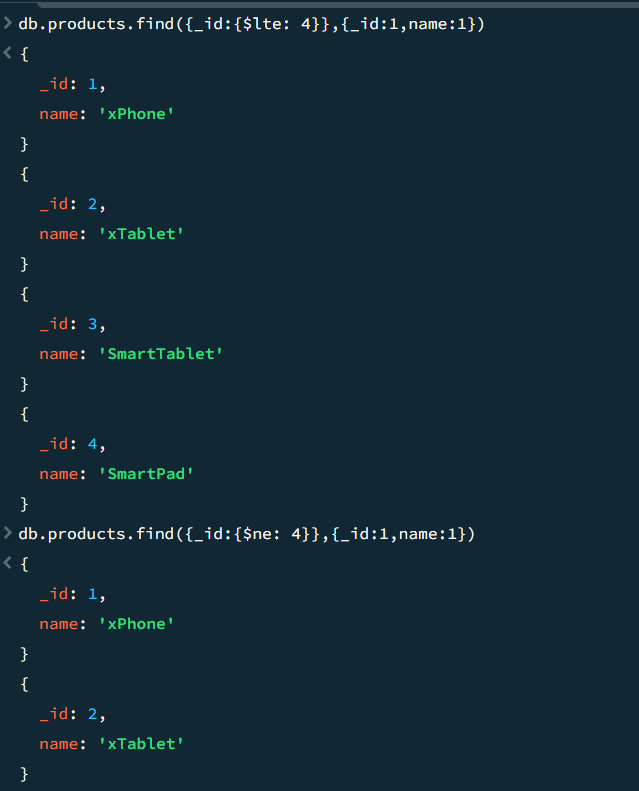 > db.products.find({_id:{$lte: 4}},{_id:1,name:1})
< {
_id: 1,
name: 'xPhone'
}
{
_id: 2,
name: 'xTablet'
}
{
_id: 3,
name: 'SmartTablet'
}
{
_id: 4,
name: 'SmartPad'
}
> db.products.find({_id:{$ne: 4}},{_id:1,name:1})
< {
_id: 1,
name: 'xPhone'
}
{
_id: 2,
name: 'xTablet'
}